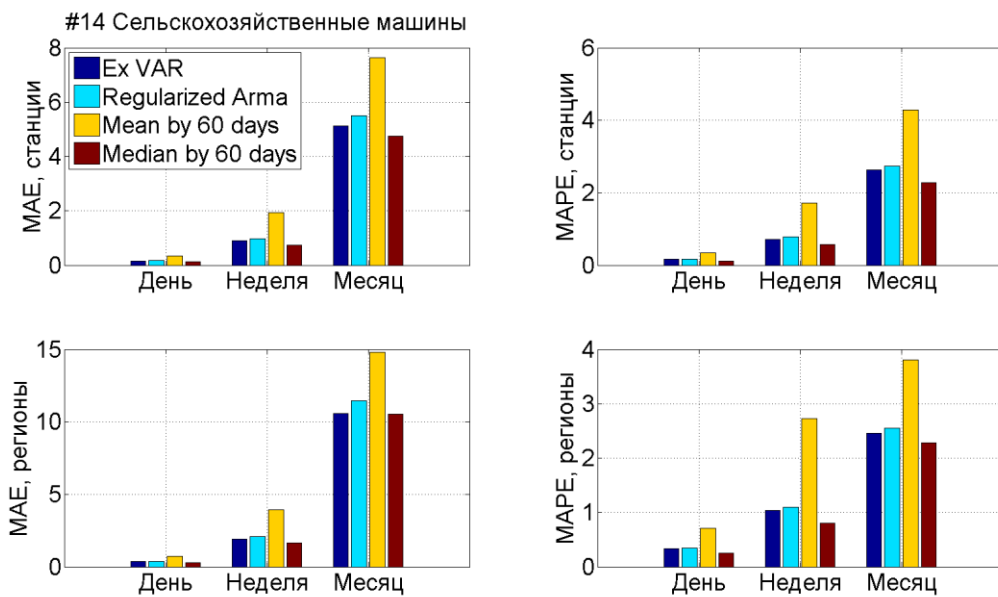 #14 Сельскохозяйственные машины
8
6
4
2
0
MAE, станции
Ex VAR
Regularized Arma
Mean by 60 days
Median by 60 days
День Неделя Месяц
6
4
2
0
MAPE, станции
День Неделя Месяц
15
10
5
0
MAE, регионы
День Неделя Месяц
4
3
2
1
0
MAPE, регионы
День Неделя Месяц